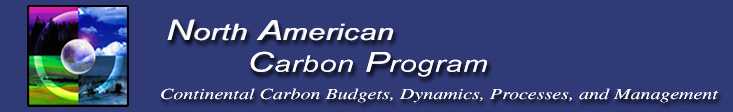 North American
Carbon Program
Continental Carbon Budgets, Dynamics, Processes, and Management